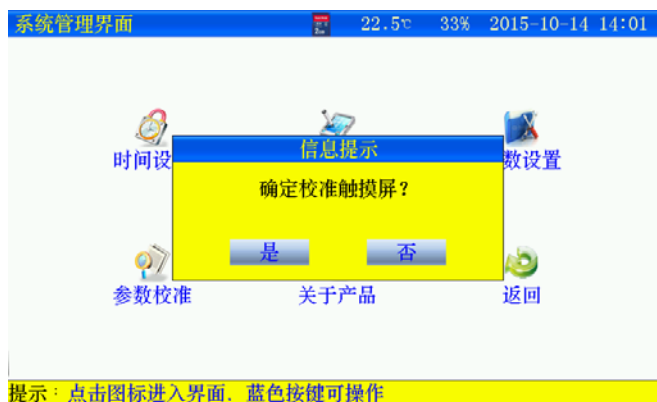 系统管理界面 22.5℃ 33% 2015-10-14 14:01
信息提示
时间设
数设置
确定校准触摸屏？
是 否
参数校准 关于产品 返回
提示：点击图标进入界面．蓝色按键可操作